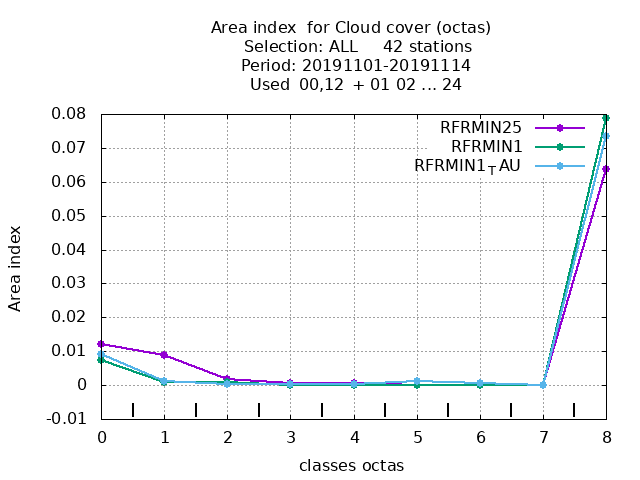 Area index  for Cloud cover (octas)
Selection: ALL     42 stations
Period: 20191101-20191114
Used  00,12  + 01 02 ... 24
RFRMIN25
RFRMIN1
RFRMIN1TAU
0.08
0.07
0.06
0.05
0.04
0.03
0.02
0.01
0
-0.01
Area index
0 1 2 3 4 5 6 7 8
classes octas